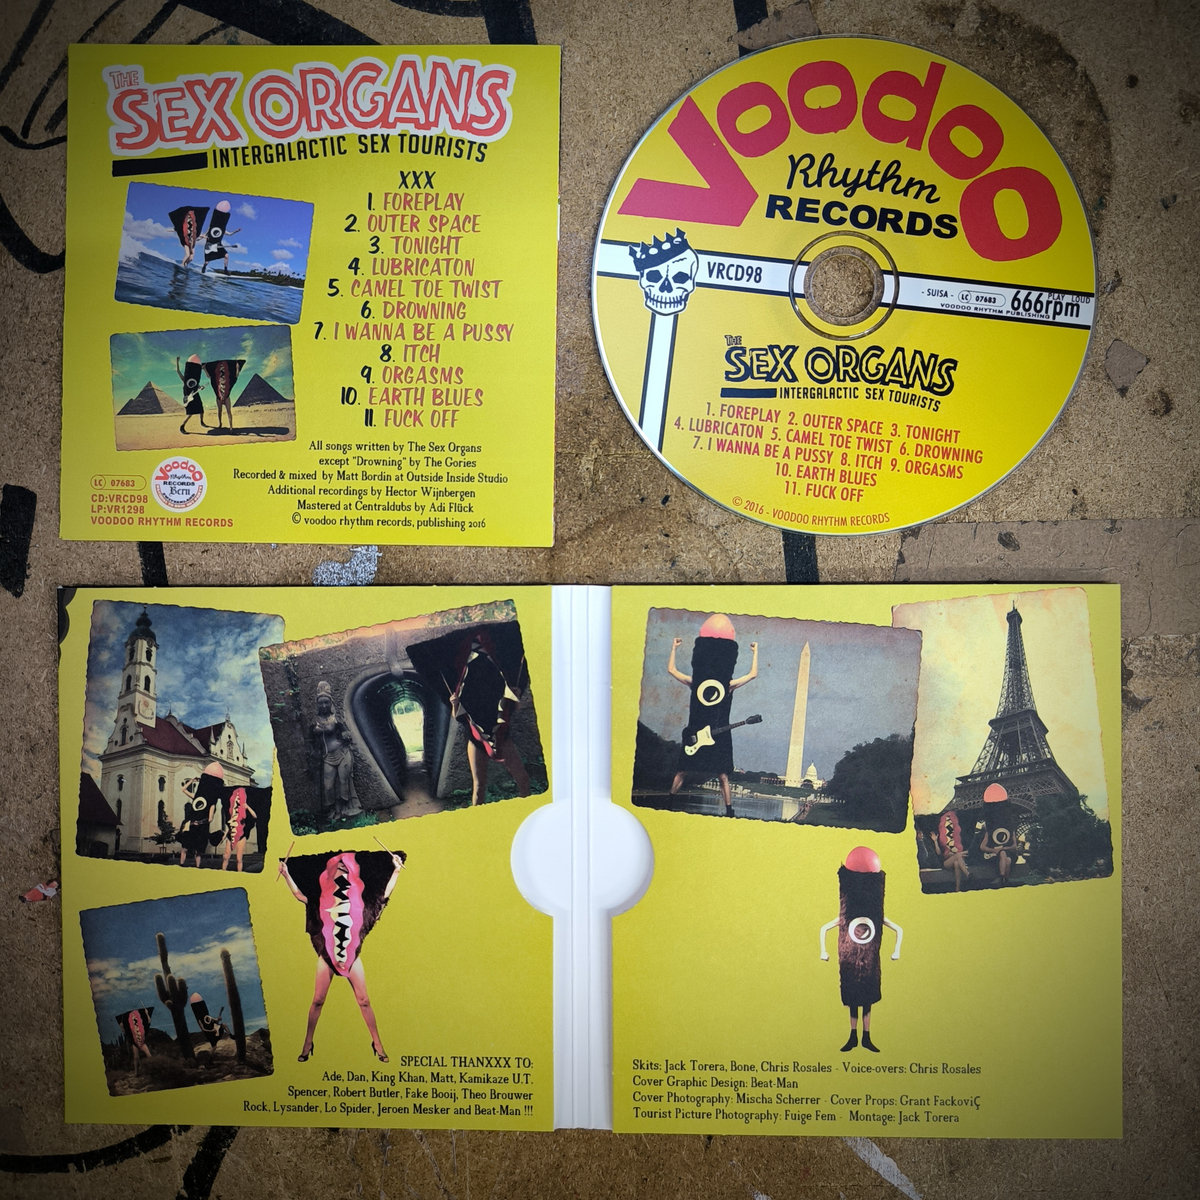 THE
SEX ORGANS
INTERGALACTIC SEX TOURISTS
XXX
1. FOREPLAY
2. OUTER SPACE
3. TONIGHT
4. LUBRICATON
5. CAMEL TOE TWIST
6. DROWNING
7. I WANNA BE A PUSSY
8. ITCH
9. ORGASMS
10. EARTH BLUES
11. FUCK OFF
All songs written by The Sex Organs
except "Drowning" by The Gories
Recorded & mixed by Matt Bordin at Outside Inside Studio
Additional recordings by Hector Wijnbergen
Mastered at Centraldubs by Adi Flück
© voodoo rhythm records, publishing 2016
LC 07683
Voodoo
Rhythm
RECORDS
Bern
CD:VRCD98
LP:VR1298
VOODOO RHYTHM RECORDS
Voodoo
Rhythm
RECORDS
VRCD98
- SUISA - LC 07683 666rpm PLAY LOUD
VOODOO RHYTHM PUBLISHING
THE
SEX ORGANS
INTERGALACTIC SEX TOURISTS
1. FOREPLAY 2. OUTER SPACE 3. TONIGHT
4. LUBRICATON 5. CAMEL TOE TWIST 6. DROWNING
7. I WANNA BE A PUSSY 8. ITCH 9. ORGASMS
10. EARTH BLUES
11. FUCK OFF
© 2016 - VOODOO RHYTHM RECORDS
SPECIAL THANXXX TO:
Ade, Dan, King Khan, Matt, Kamikaze U.T.
Spencer, Robert Butler, Fake Booij, Theo Brouwer
Rock, Lysander, Lo Spider, Jeroen Mesker and Beat-Man !!!
Skits: Jack Torera, Bone, Chris Rosales - Voice-overs: Chris Rosales
Cover Graphic Design: Beat-Man
Cover Photography: Mischa Scherrer - Cover Props: Grant FackoviÇ
Tourist Picture Photography: Fuige Fem - Montage: Jack Torera